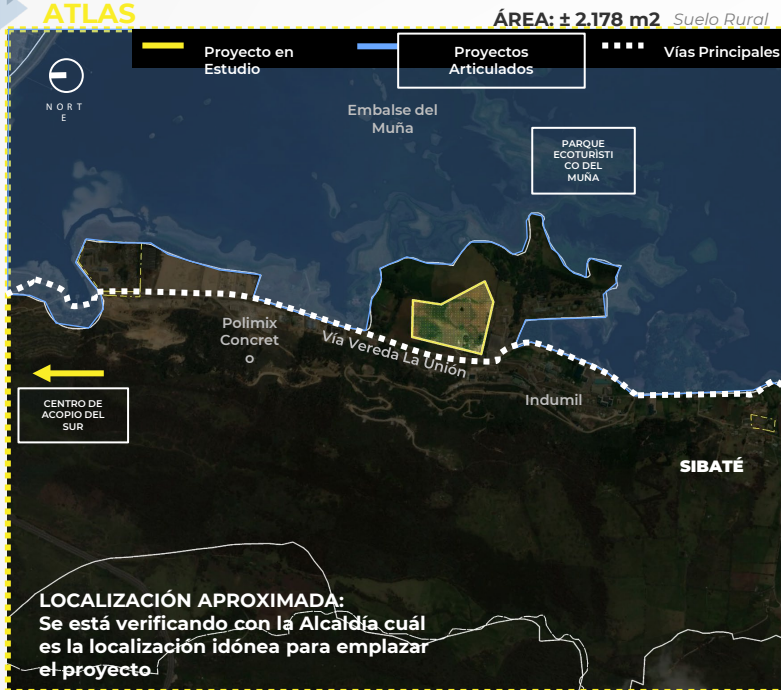 ATLAS
ÁREA: ± 2.178 m2 Suelo Rural
Proyecto en
Estudio
Proyectos
Articulados
Vías Principales
NORT
E
Embalse del
Muña
PARQUE
ECOTURÍSTI
CO DEL
MUÑA
Polimix
Concret
o
Vía Vereda La Unión
Indumil
CENTRO DE
ACOPIO DEL
SUR
SIBATÉ
LOCALIZACIÓN APROXIMADA:
Se está verificando con la Alcaldía cuál
es la localización idónea para emplazar
el proyecto